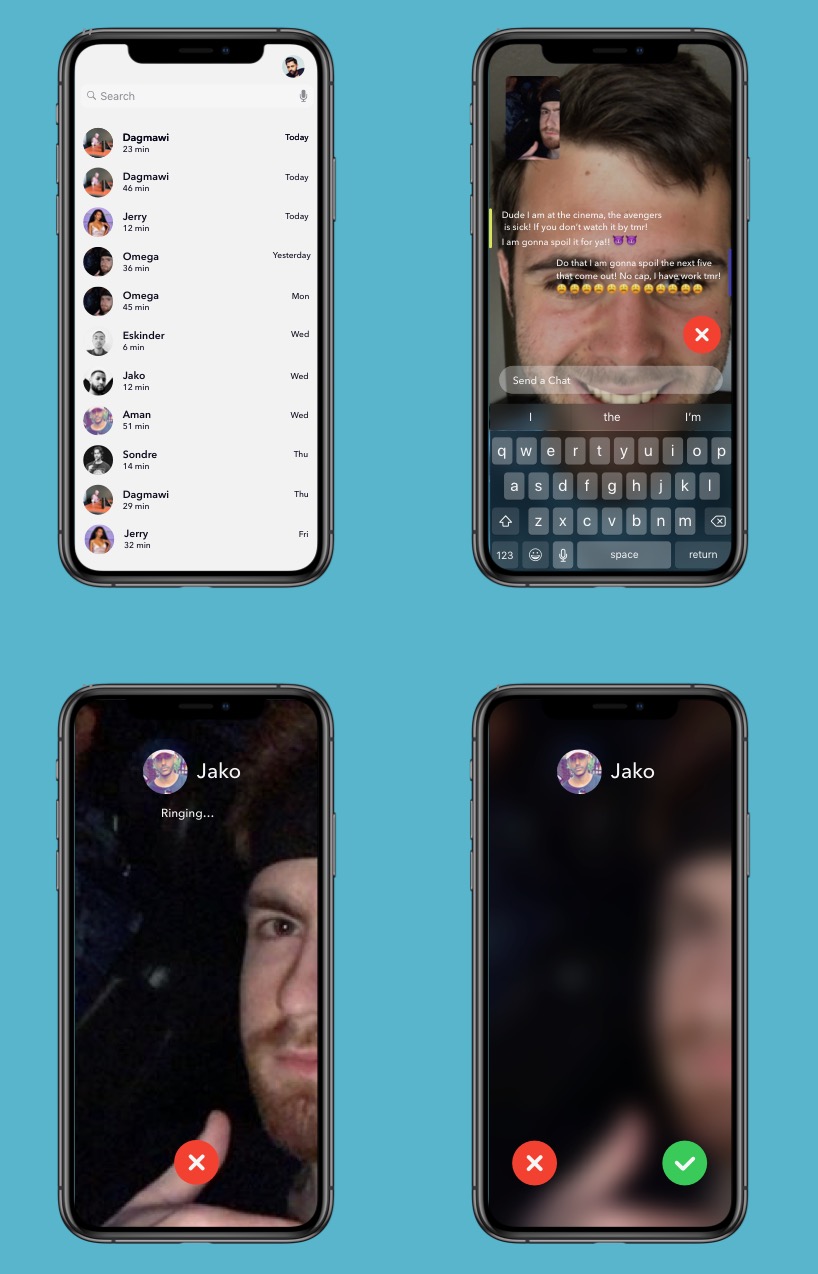 Search
Dagmawi Today
23 min
Dagmawi Today
46 min
Jerry Today
12 min
Omega Yesterday
36 min
Omega Mon
45 min
Eskinder Wed
6 min
Jako Wed
12 min
Aman Wed
51 min
Sondre Thu
14 min
Dagmawi Thu
29 min
Jerry Fri
32 min
Dude I am at the cinema, the avengers
is sick! If you don't watch it by tmr!
I am gonna spoil it for ya!! 😈😈
Do that I am gonna spoil the next five
that come out! No cap, I have work tmr!
😀😀😀😀😀😀😀😀😀😀😀😀
Send a Chat
I the I'm
q w e r t y u i o p
a s d f g h j k l
z x c v b n m
123 space return
Jako
Ringing...
Jako